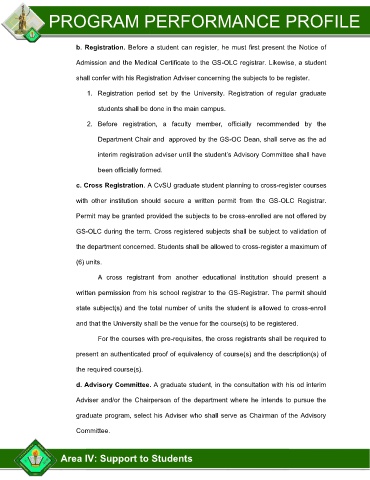 PROGRAM PERFORMANCE PROFILE
b. Registration. Before a student can register, he must first present the Notice of
Admission and the Medical Certificate to the GS-OLC registrar. Likewise, a student
shall confer with his Registration Adviser concerning the subjects to be register.
1. Registration period set by the University. Registration of regular graduate
students shall be done in the main campus.
2. Before registration, a faculty member, officially recommended by the
Department Chair and approved by the GS-OC Dean, shall serve as the ad
interim registration adviser until the student's Advisory Committee shall have
been officially formed.
c. Cross Registration. A CvSU graduate student planning to cross-register courses
with other institution should secure a written permit from the GS-OLC Registrar.
Permit may be granted provided the subjects to be cross-enrolled are not offered by
GS-OLC during the term. Cross registered subjects shall be subject to validation of
the department concerned. Students shall be allowed to cross-register a maximum of
(6) units.
A cross registrant from another educational institution should present a
written permission from his school registrar to the GS-Registrar. The permit should
state subject(s) and the total number of units the student is allowed to cross-enroll
and that the University shall be the venue for the course(s) to be registered.
For the courses with pre-requisites, the cross registrants shall be required to
present an authenticated proof of equivalency of course(s) and the description(s) of
the required course(s).
d. Advisory Committee. A graduate student, in the consultation with his od interim
Adviser and/or the Chairperson of the department where he intends to pursue the
graduate program, select his Adviser who shall serve as Chairman of the Advisory
Committee.
Area IV: Support to Students